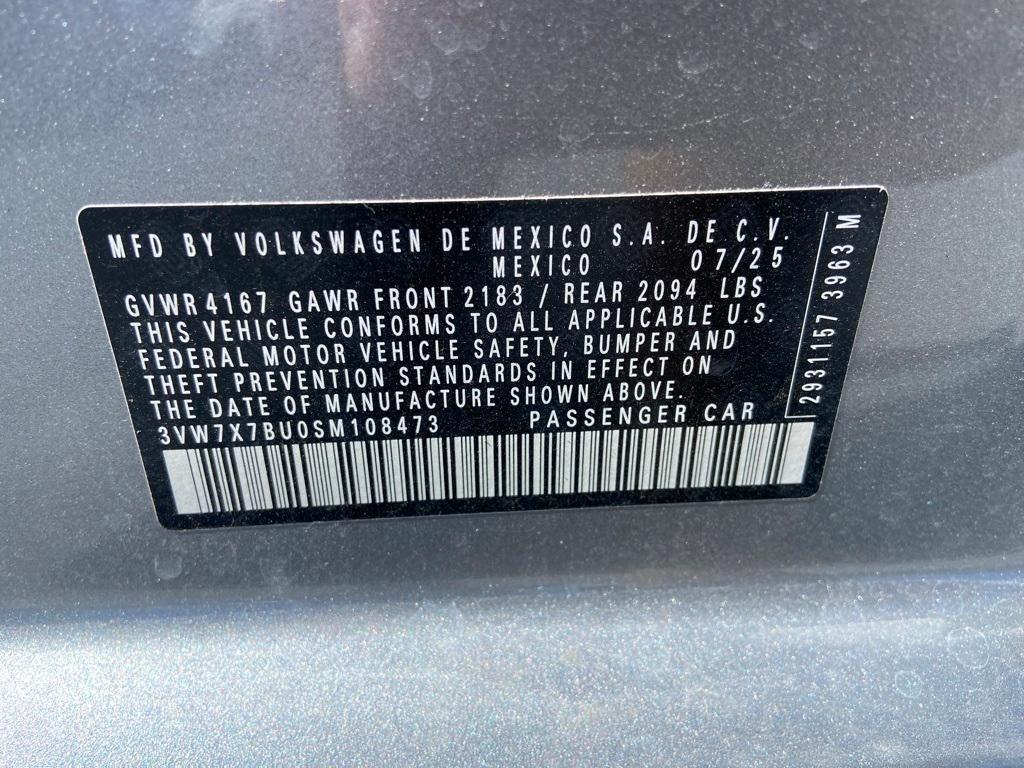 MFD BY VOLKSWAGEN DE MEXICO S.A. DE C.V.
MEXICO 07/25
GVWR 4167 GAWR FRONT 2183 / REAR 2094 LBS
THIS VEHICLE CONFORMS TO ALL APPLICABLE U.S.
FEDERAL MOTOR VEHICLE SAFETY, BUMPER AND
THEFT PREVENTION STANDARDS IN EFFECT ON
THE DATE OF MANUFACTURE SHOWN ABOVE.
3VW7X7BU0SM108473 PASSENGER CAR
2931157 3963 M